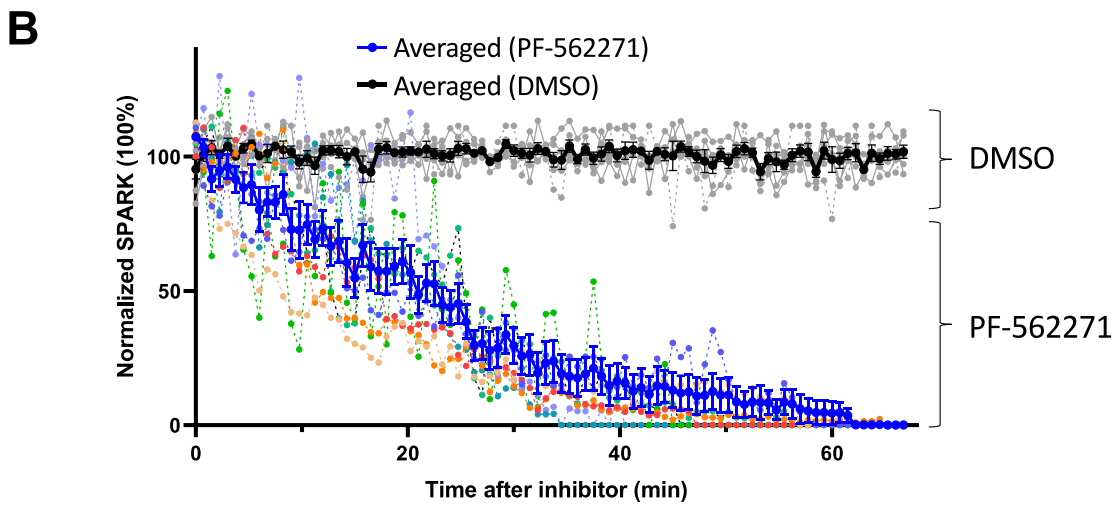 B
Averaged (PF-562271)
Averaged (DMSO)
Normalized SPARK (100%)
100
50
0
DMSO
PF-562271
0
20
40
60
Time after inhibitor (min)